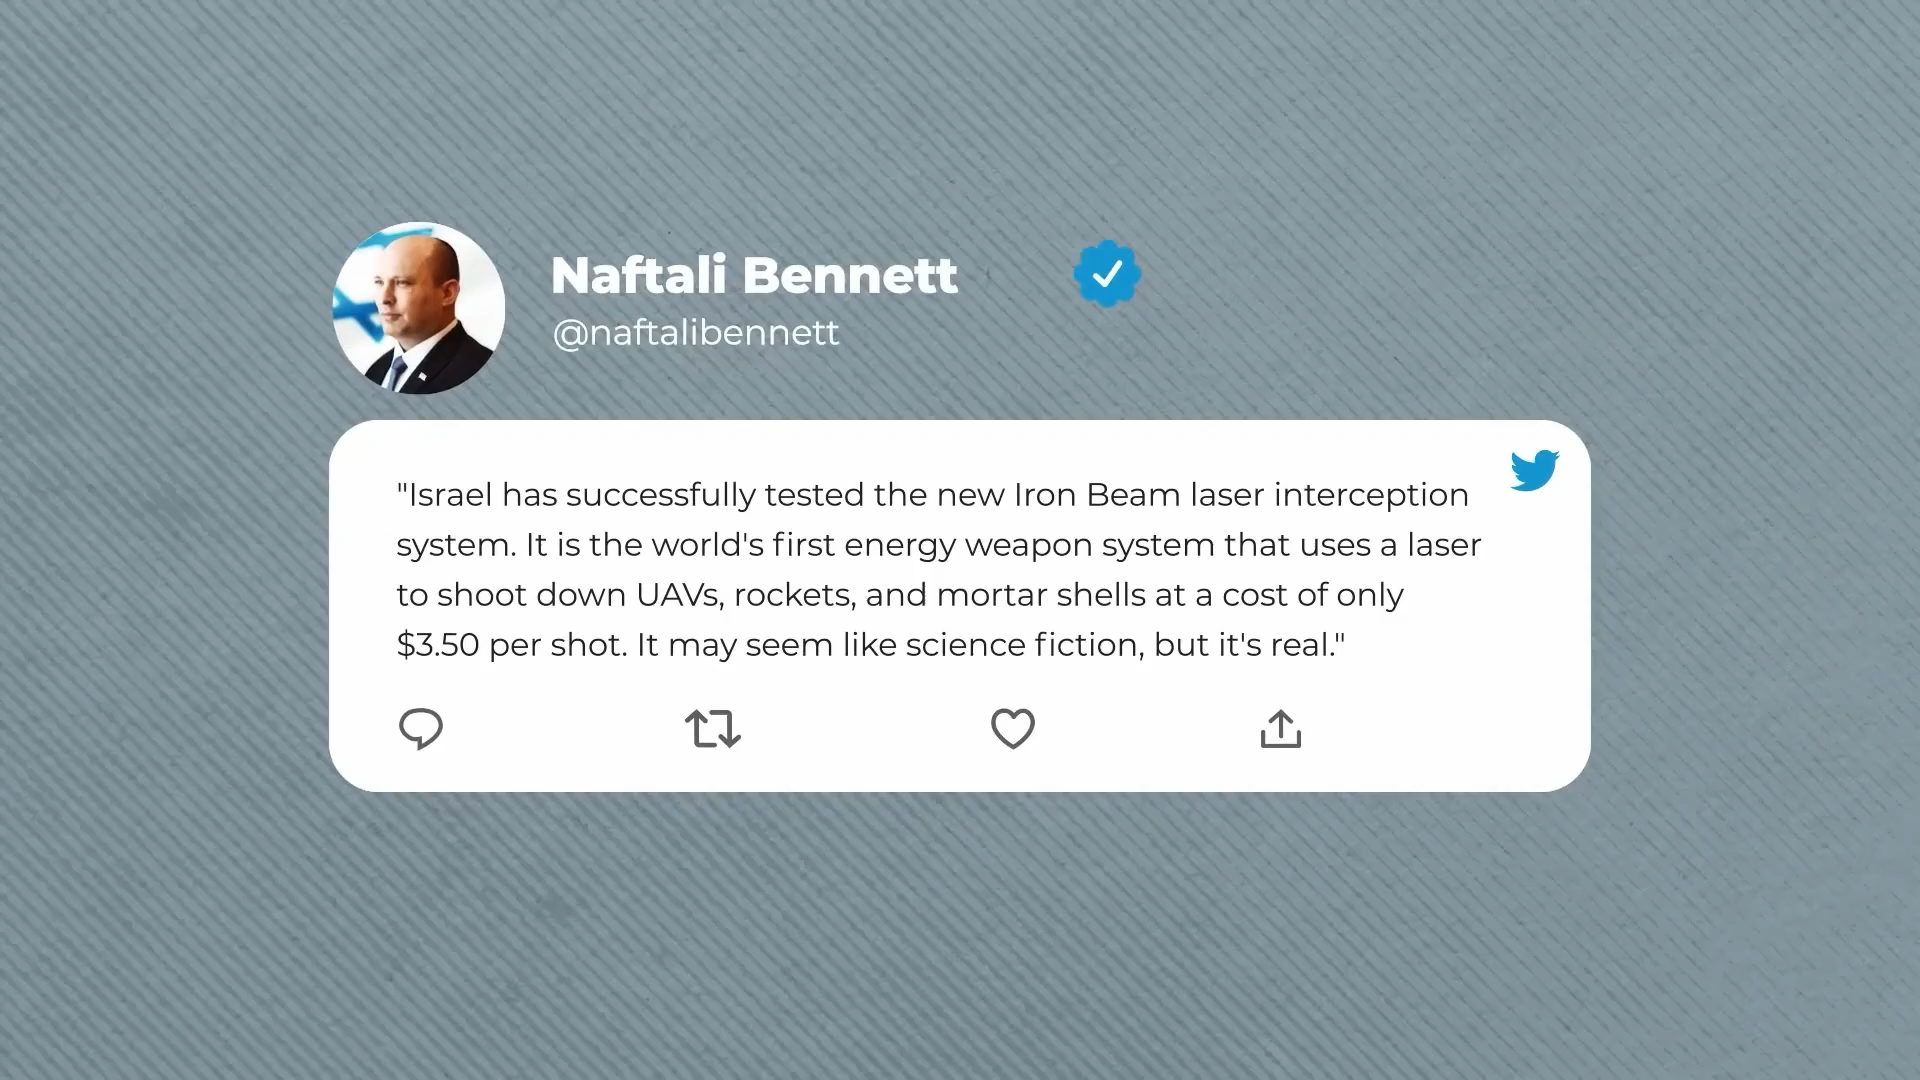 Naftali Bennett
@naftalibennett
"Israel has successfully tested the new Iron Beam laser interception
system. It is the world's first energy weapon system that uses a laser
to shoot down UAVs, rockets, and mortar shells at a cost of only
$3.50 per shot. It may seem like science fiction, but it's real."